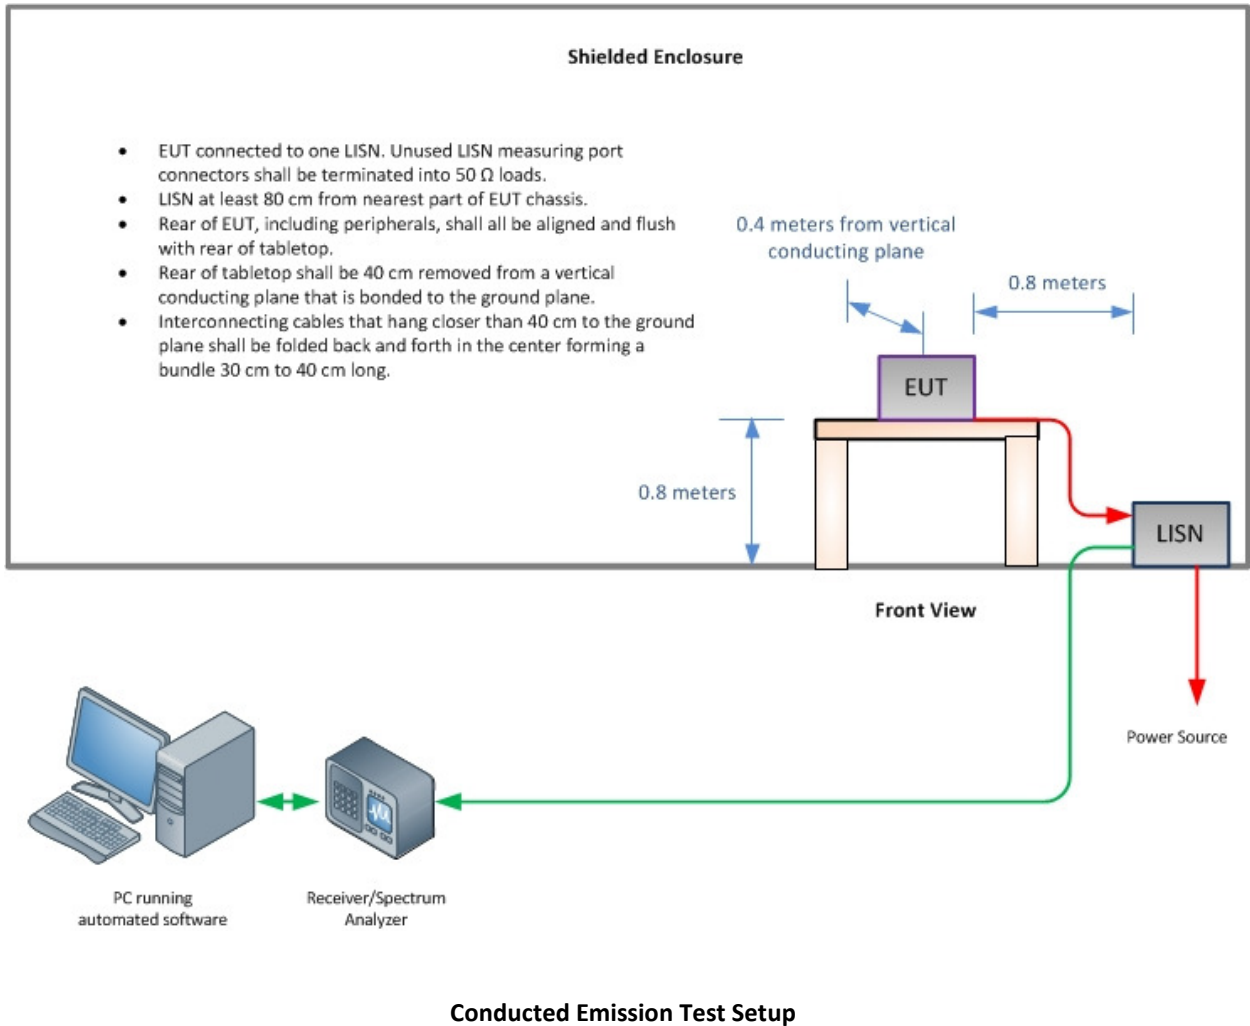 Shielded Enclosure
• EUT connected to one LISN. Unused LISN measuring port
connectors shall be terminated into 50 Ω loads.
• LISN at least 80 cm from nearest part of EUT chassis.
• Rear of EUT, including peripherals, shall all be aligned and flush
with rear of tabletop.
• Rear of tabletop shall be 40 cm removed from a vertical
conducting plane that is bonded to the ground plane.
• Interconnecting cables that hang closer than 40 cm to the ground
plane shall be folded back and forth in the center forming a
bundle 30 cm to 40 cm long.
0.4 meters from vertical
conducting plane
0.8 meters
EUT
0.8 meters
LISN
Front View
Power Source
PC running
automated software
Receiver/Spectrum
Analyzer
Conducted Emission Test Setup